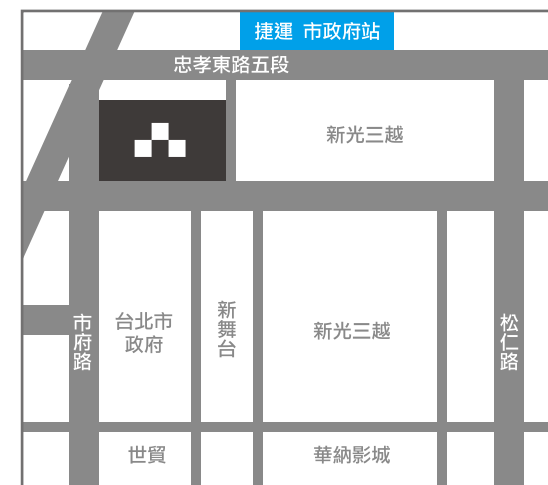 捷運 市政府站
忠孝東路五段
新光三越
台北市
政府
新舞台
新光三越
市府路
松仁路
世貿
華納影城